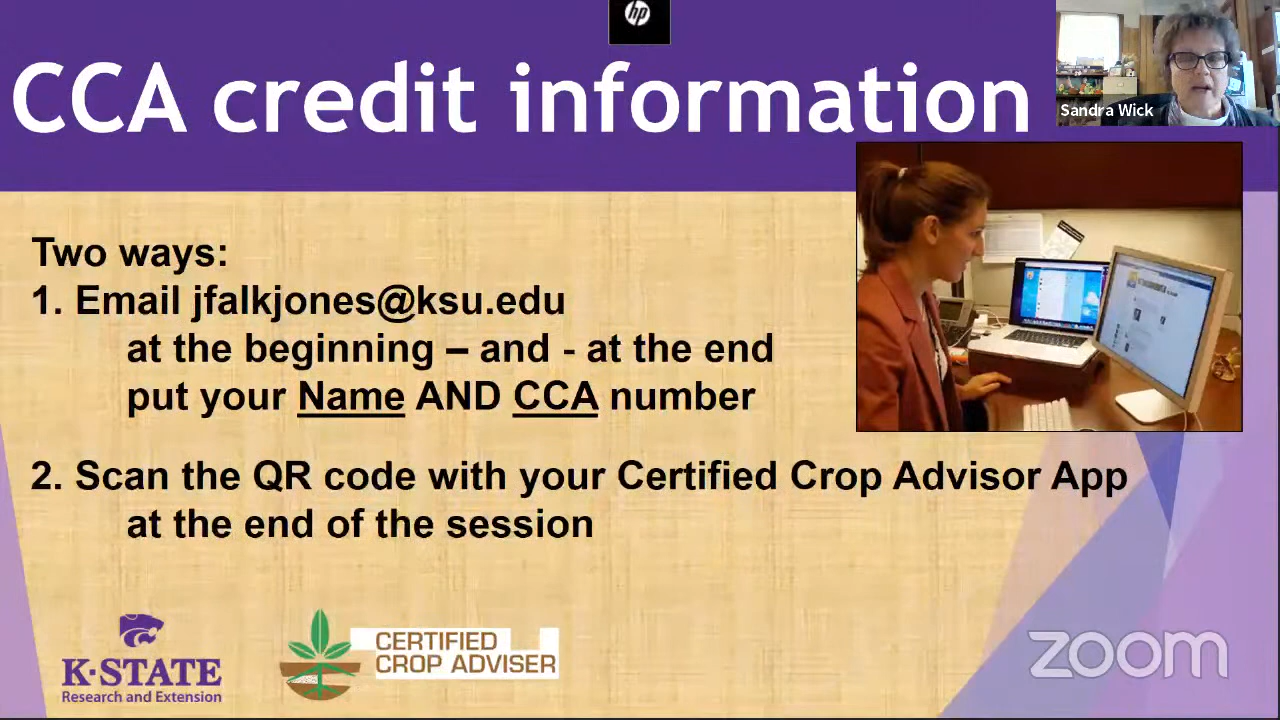 hp
CCA credit information
Sandra Wick
Two ways:
1. Email jfalkjones@ksu.edu
at the beginning – and - at the end
put your Name AND CCA number
2. Scan the QR code with your Certified Crop Advisor App
at the end of the session
K-STATE
Research and Extension
CERTIFIED
CROP ADVISER
zoom